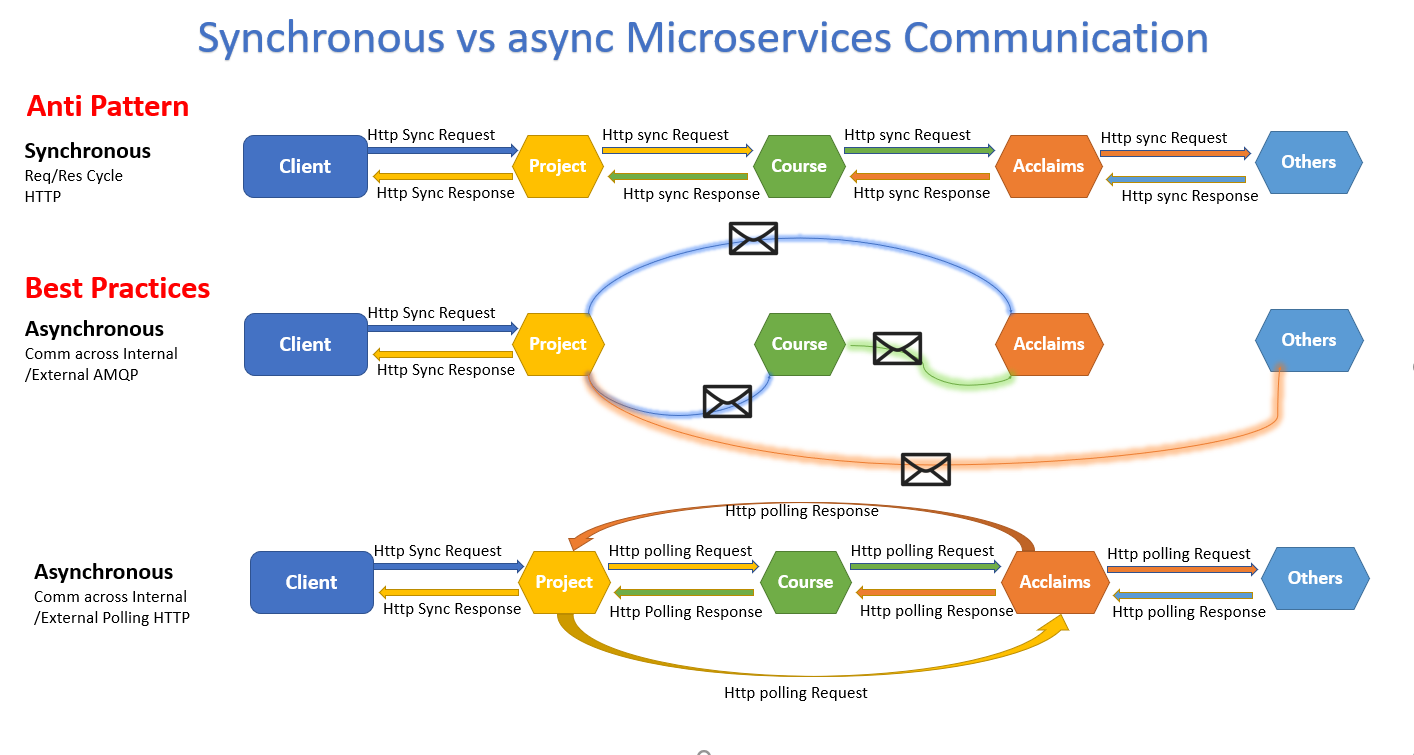 Synchronous vs async Microservices Communication
Anti Pattern
Synchronous
Req/Res Cycle
HTTP
Client
Http Sync Request
Http Sync Response
Project
Http sync Request
Http sync Response
Course
Http sync Request
Http sync Response
Acclaims
Http sync Request
Http sync Response
Others
Best Practices
Asynchronous
Comm across Internal
/External AMQP
Client
Http Sync Request
Http Sync Response
Project
Course
Acclaims
Others
Http polling Response
Asynchronous
Comm across Internal
/External Polling HTTP
Client
Http Sync Request
Http Sync Response
Project
Http polling Request
Http Polling Response
Course
Http polling Request
Http polling Response
Acclaims
Http polling Request
Http polling Response
Others
Http polling Request